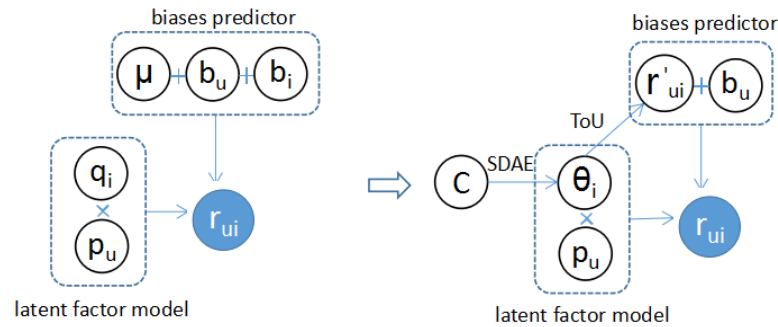 biases predictor
μ + b_u + b_i
q_i
×
p_u
r_ui
latent factor model
biases predictor
r'_ui + b_u
ToU
C
SDAE
θ_i
×
p_u
r_ui
latent factor model